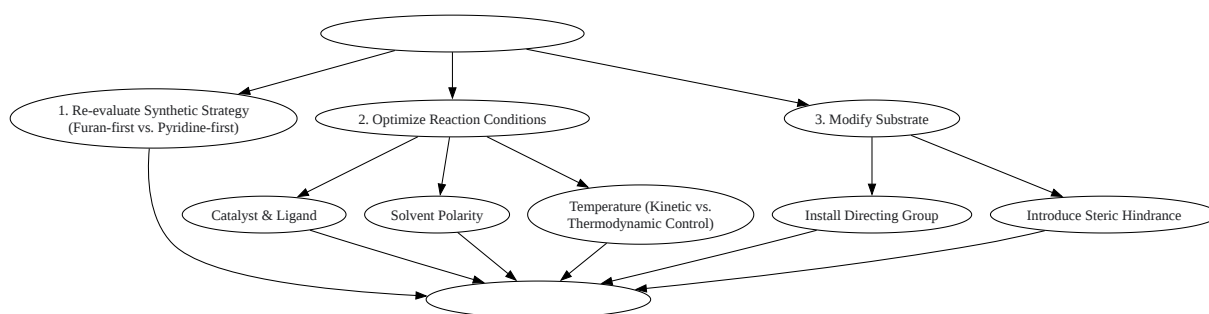 1. Re-evaluate Synthetic Strategy
(Furan-first vs. Pyridine-first)
2. Optimize Reaction Conditions
3. Modify Substrate
Catalyst & Ligand
Solvent Polarity
Temperature (Kinetic vs.
Thermodynamic Control)
Install Directing Group
Introduce Steric Hindrance